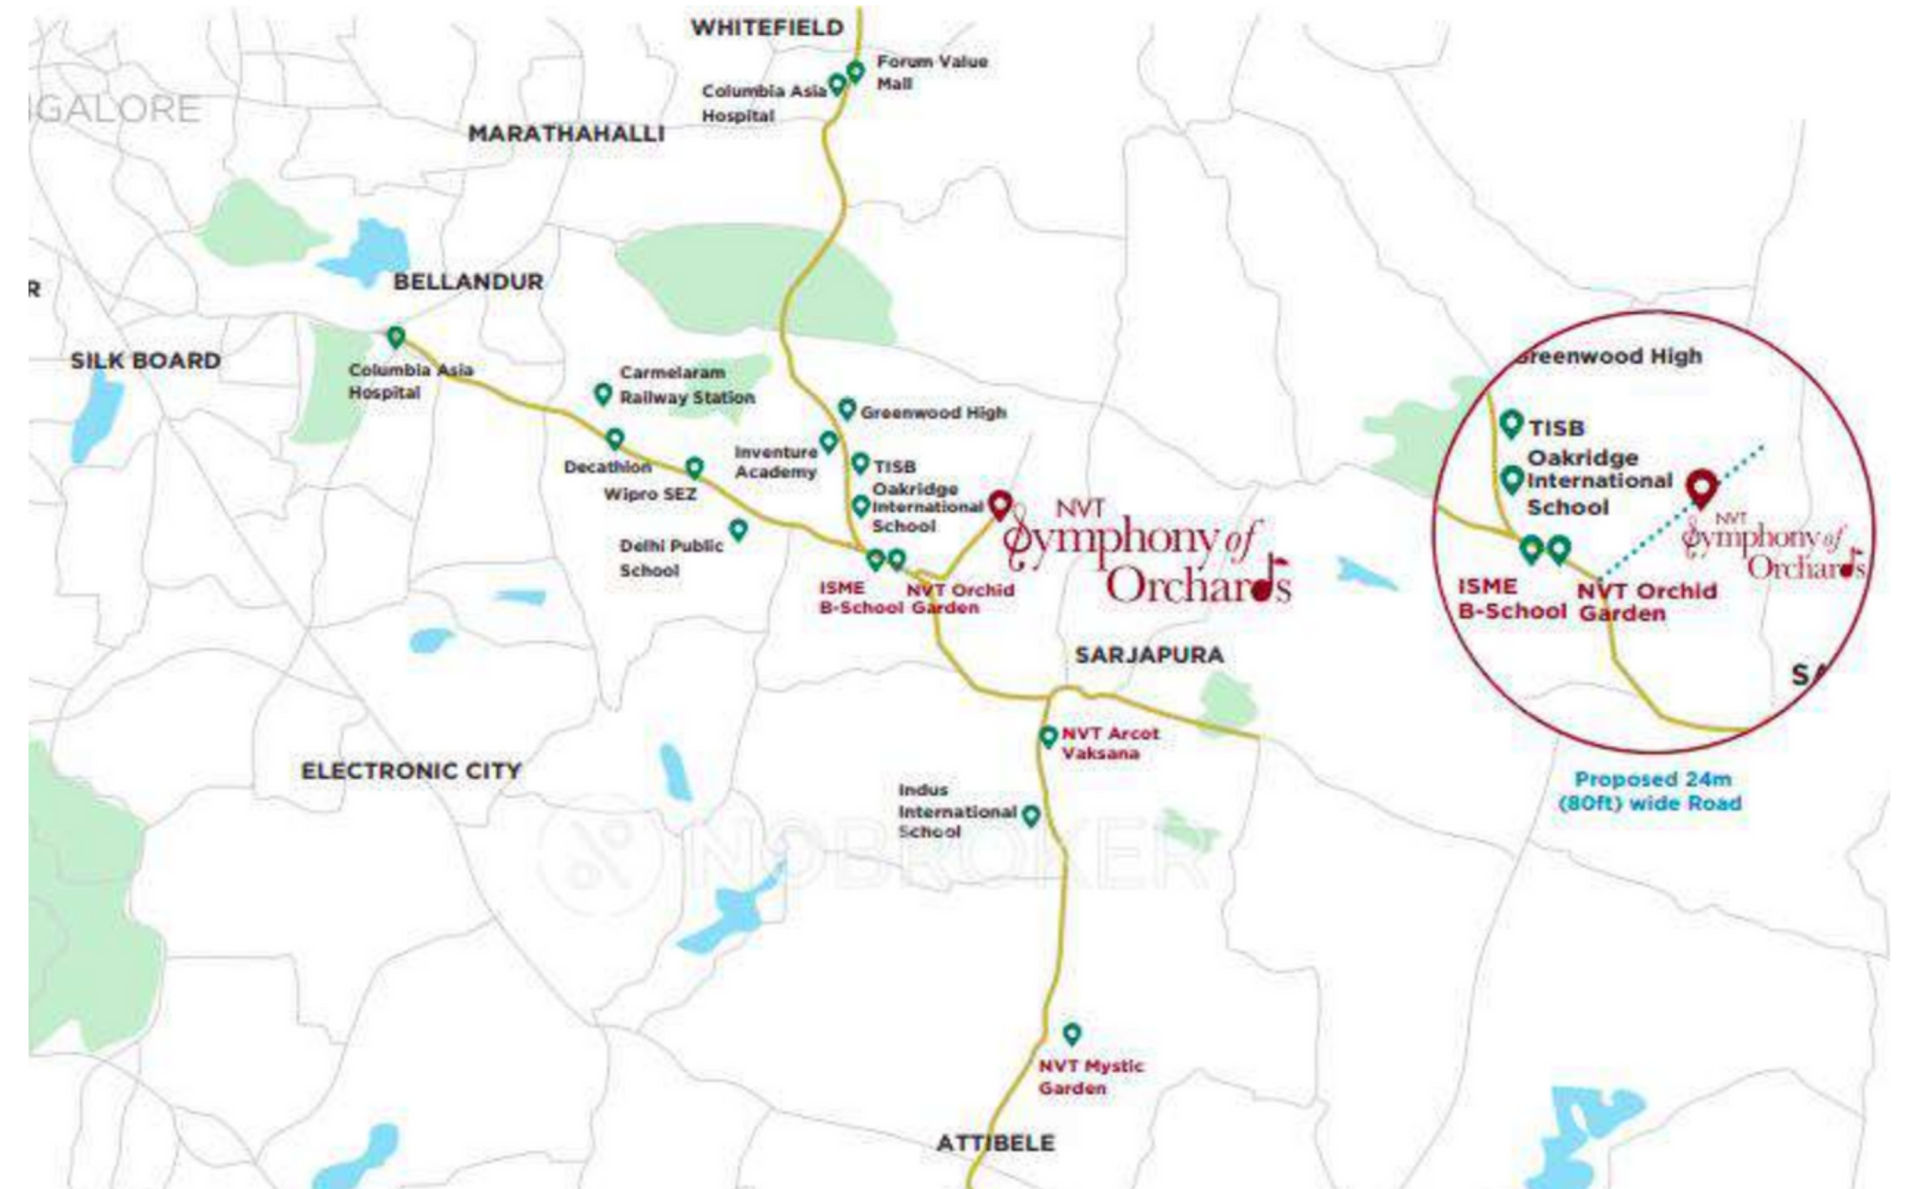 WHITEFIELD
Forum Value
Mall
Columbia Asia
Hospital
GALORE
MARATHAHALLI
BELLANDUR
R
SILK BOARD
Columbia Asia
Hospital
Carmelaram
Railway Station
Greenwood High
Decathlon
Inventure
Academy
TISB
Wipro SEZ
Oakridge
International
School
Delhi Public
School
NVT
Symphony of
Orchards
ISME
B-School
NVT Orchid
Garden
SARJAPURA
NVT Arcot
Vaksana
ELECTRONIC CITY
Indus
International
School
NOBROKER
NVT Mystic
Garden
ATTIBELE
Greenwood High
TISB
Oakridge
International
School
NVT
Symphony of
Orchards
ISME
B-School
NVT Orchid
Garden
SA
Proposed 24m
(80ft) wide Road